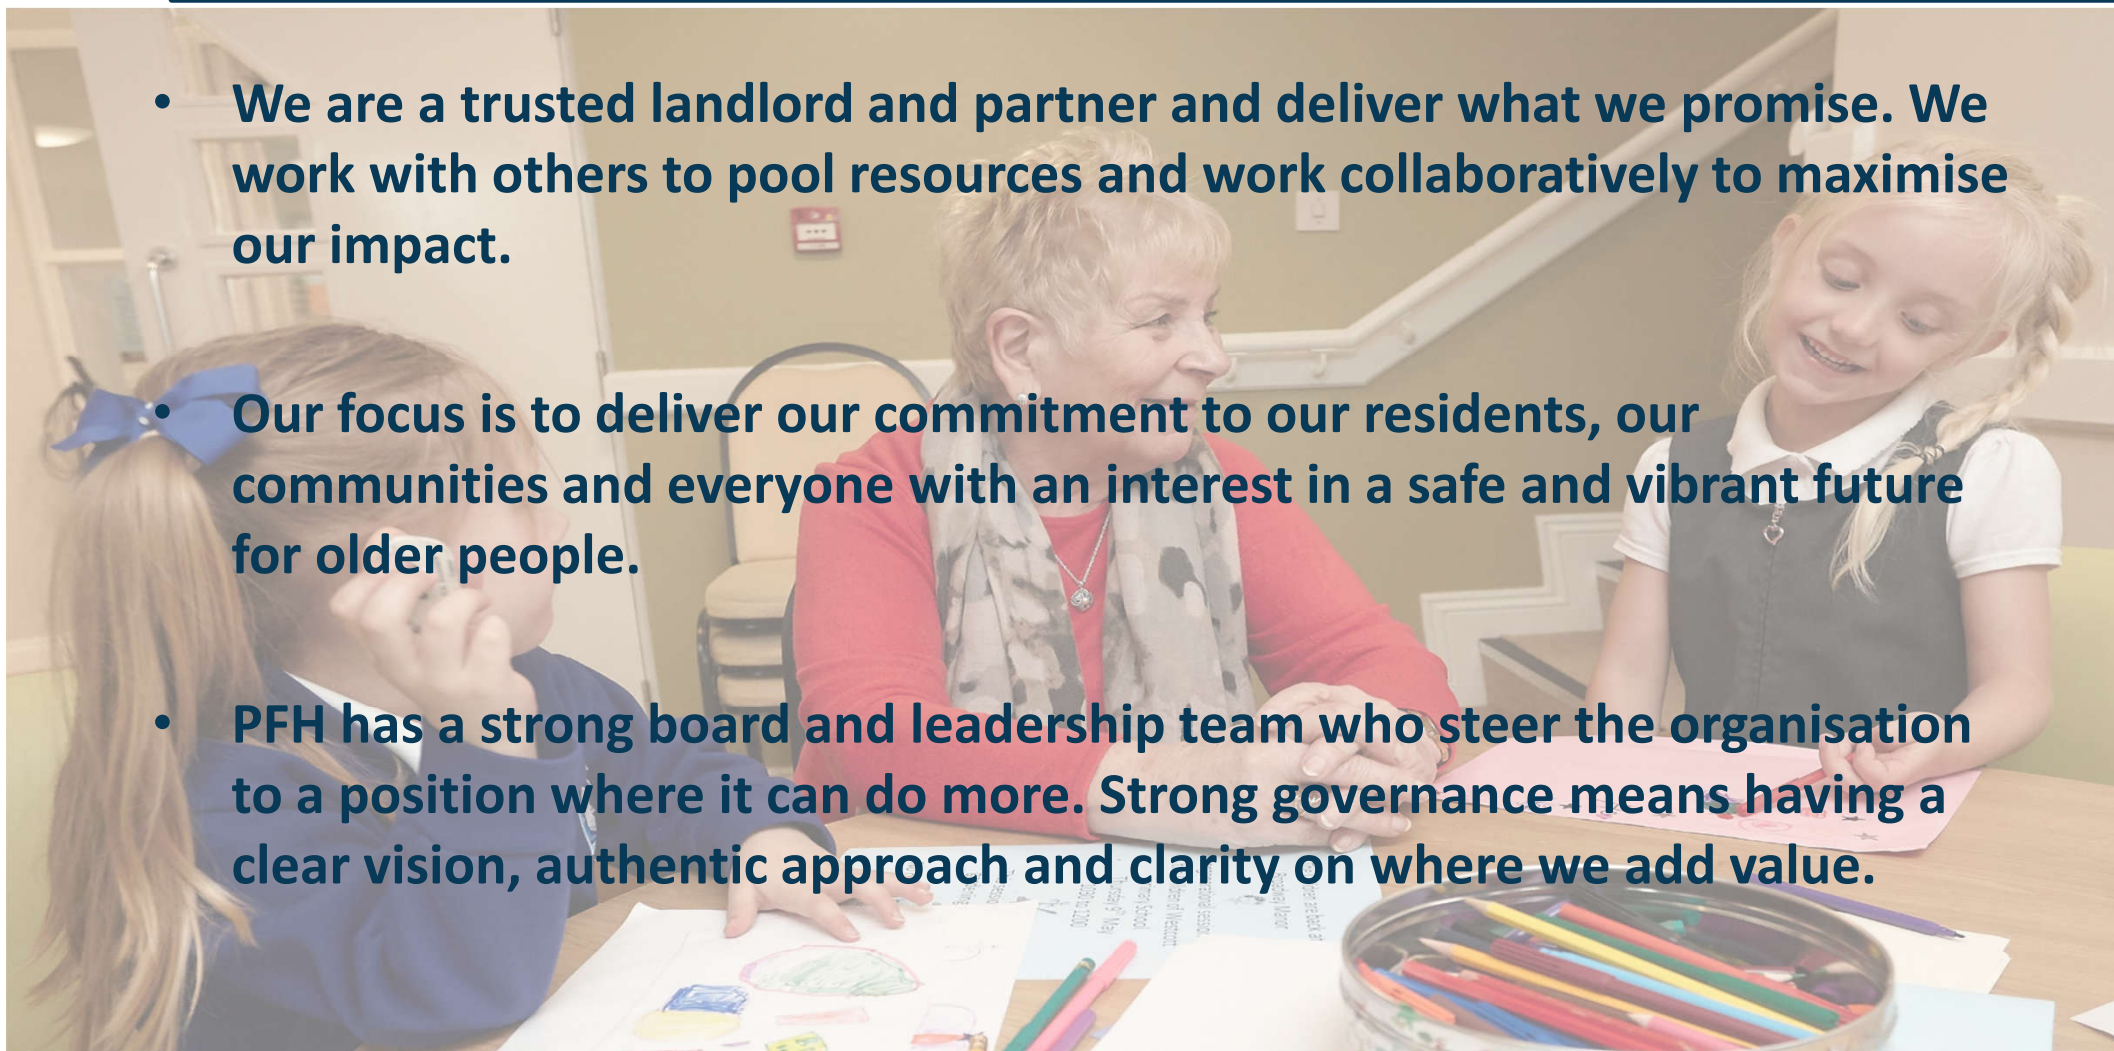 • We are a trusted landlord and partner and deliver what we promise. We
work with others to pool resources and work collaboratively to maximise
our impact.
• Our focus is to deliver our commitment to our residents, our
communities and everyone with an interest in a safe and vibrant future
for older people.
• PFH has a strong board and leadership team who steer the organisation
to a position where it can do more. Strong governance means having a
clear vision, authentic approach and clarity on where we add value.